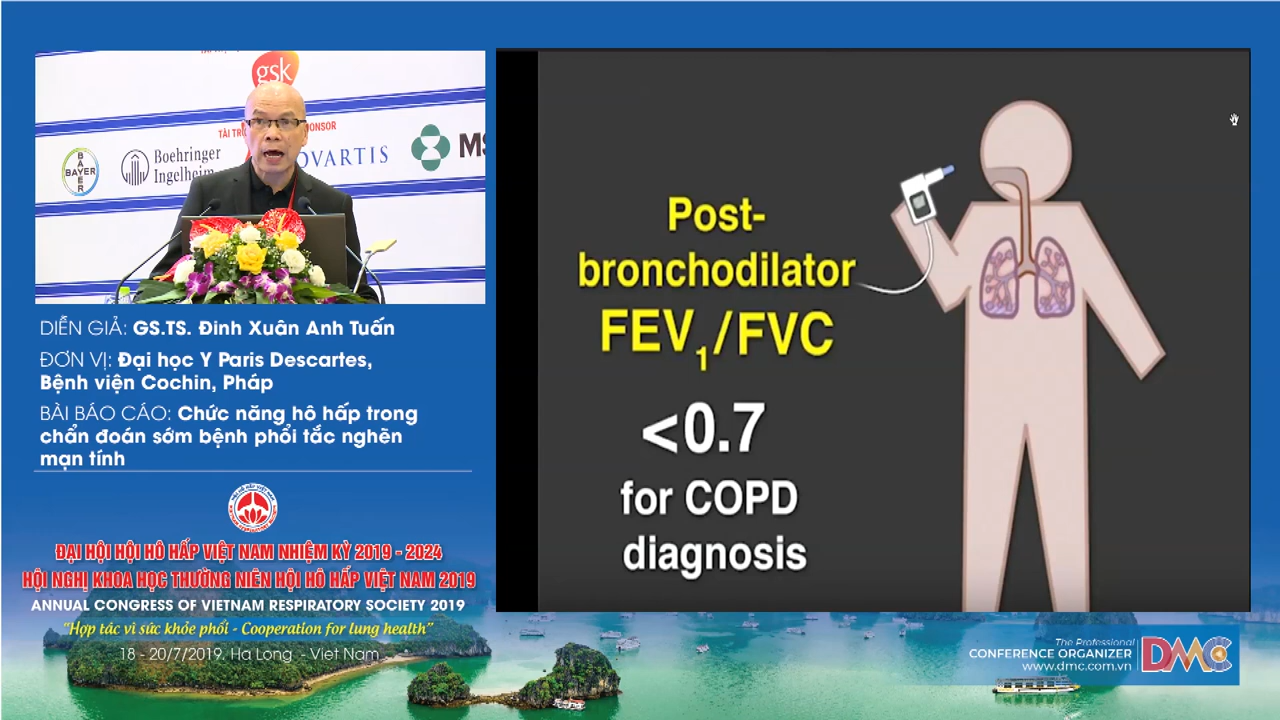 gsk
TÀI TRỢ
ONSOR
BAYER
BAYER
Boehringer
Ingelheim
OVARTIS
MS
DIỄN GIẢ: GS.TS. Đinh Xuân Anh Tuấn
ĐƠN VỊ: Đại học Y Paris Descartes,
Bệnh viện Cochin, Pháp
BÀI BÁO CÁO: Chức năng hô hấp trong
chẩn đoán sớm bệnh phổi tắc nghẽn
mạn tính
ĐẠI HỘI HỘI HÔ HẤP VIỆT NAM NHIỆM KỲ 2019 - 2024
HỘI NGHỊ KHOA HỌC THƯỜNG NIÊN HỘI HÔ HẤP VIỆT NAM 2019
ANNUAL CONGRESS OF VIETNAM RESPIRATORY SOCIETY 2019
"Hợp tác vì sức khỏe phổi - Cooperation for lung health"
18 - 20/7/2019. Ha Long - Viet Nam
Post-
bronchodilator
FEV1/FVC
<0.7
for COPD
diagnosis
The Professional
CONFERENCE ORGANIZER
www.dmc.com.vn
DMC